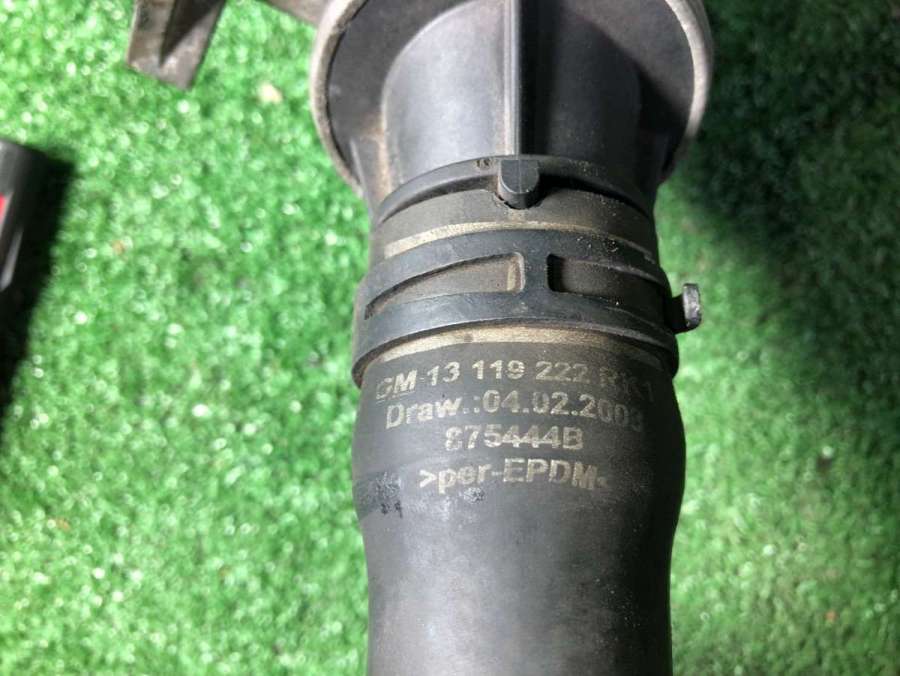 GM 13 119 222
Draw.:04.02.2003
875444B
>per-EPDM<